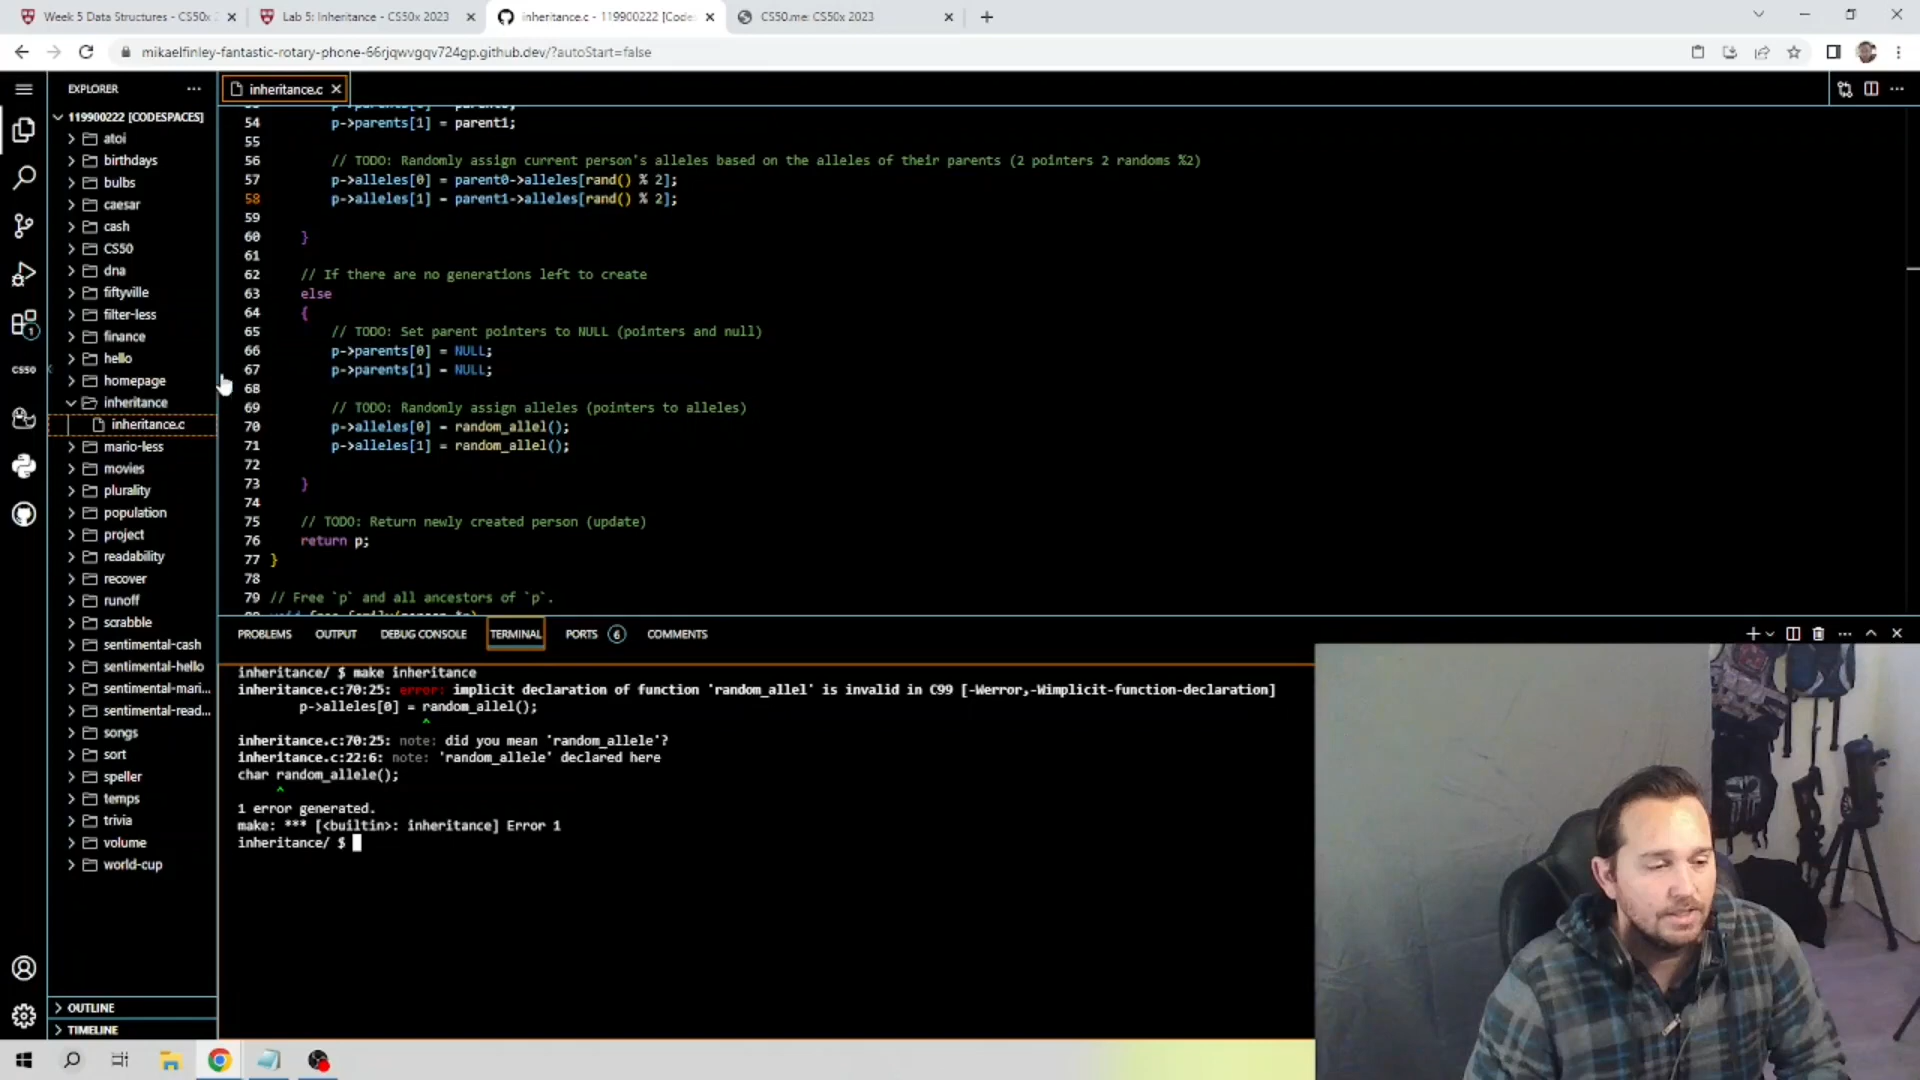 Week 5 Data Structures - CS50x
Lab 5: Inheritance - CS50x 2023
inheritance.c - 119900222 [Code
CS50.me: CS50x 2023
mikaelfinley-fantastic-rotary-phone-66rjqwvgqv724gp.github.dev/?autoStart=false
EXPLORER
inheritance.c
119900222 [CODESPACES]
atoi
birthdays
bulbs
caesar
cash
CS50
dna
fiftyville
filter-less
finance
hello
CS50
homepage
inheritance
inheritance.c
mario-less
movies
plurality
population
project
readability
recover
runoff
scrabble
sentimental-cash
sentimental-hello
sentimental-mari...
sentimental-read...
songs
sort
speller
temps
trivia
volume
world-cup
OUTLINE
TIMELINE
1
54 p->parents[1] = parent1;
55
56 // TODO: Randomly assign current person's alleles based on the alleles of their parents (2 pointers 2 randoms %2)
57 p->alleles[0] = parent0->alleles[rand() % 2];
58 p->alleles[1] = parent1->alleles[rand() % 2];
59
60 }
61
62 // If there are no generations left to create
63 else
64 {
65 // TODO: Set parent pointers to NULL (pointers and null)
66 p->parents[0] = NULL;
67 p->parents[1] = NULL;
68
69 // TODO: Randomly assign alleles (pointers to alleles)
70 p->alleles[0] = random_allel();
71 p->alleles[1] = random_allel();
72
73 }
74
75 // TODO: Return newly created person (update)
76 return p;
77 }
78
79 // Free `p` and all ancestors of `p`.
PROBLEMS OUTPUT DEBUG CONSOLE TERMINAL PORTS 6 COMMENTS
inheritance/ $ make inheritance
inheritance.c:70:25: error: implicit declaration of function 'random_allel' is invalid in C99 [-Werror,-Wimplicit-function-declaration]
p->alleles[0] = random_allel();
^
inheritance.c:70:25: note: did you mean 'random_allele'?
inheritance.c:22:6: note: 'random_allele' declared here
char random_allele();
^
1 error generated.
make: *** [<builtin>: inheritance] Error 1
inheritance/ $